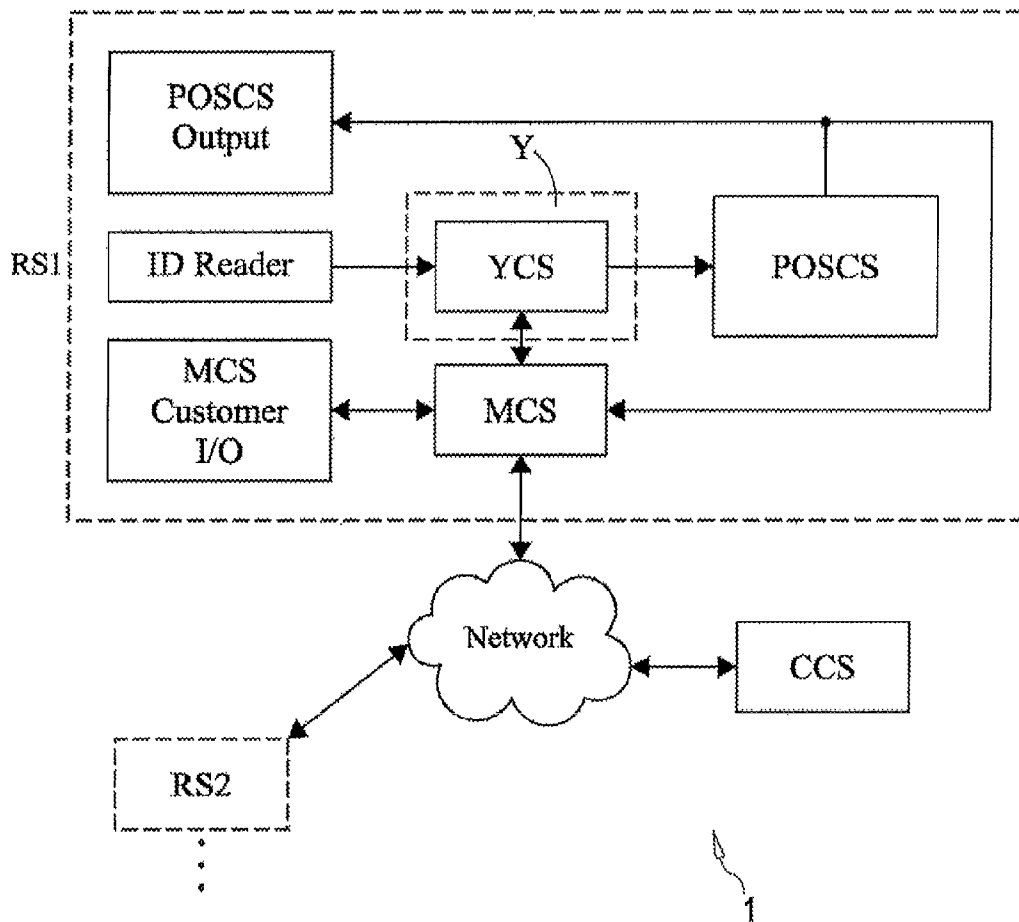 POSCS
Output
Y
RS1
ID Reader
YCS
POSCS
MCS
Customer
I/O
MCS
Network
CCS
RS2
1